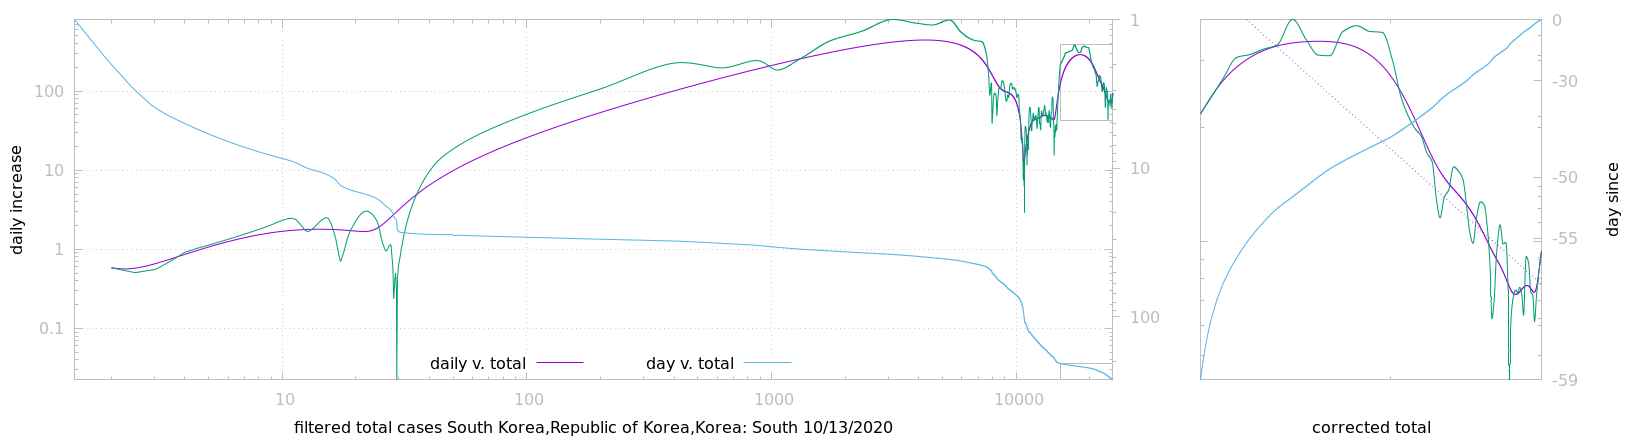 daily increase
100
10
1
0.1
daily v. total
day v. total
10
100
1000
10000
1
10
100
filtered total cases South Korea,Republic of Korea,Korea: South 10/13/2020
0
-30
-50
-55
-59
day since
corrected total